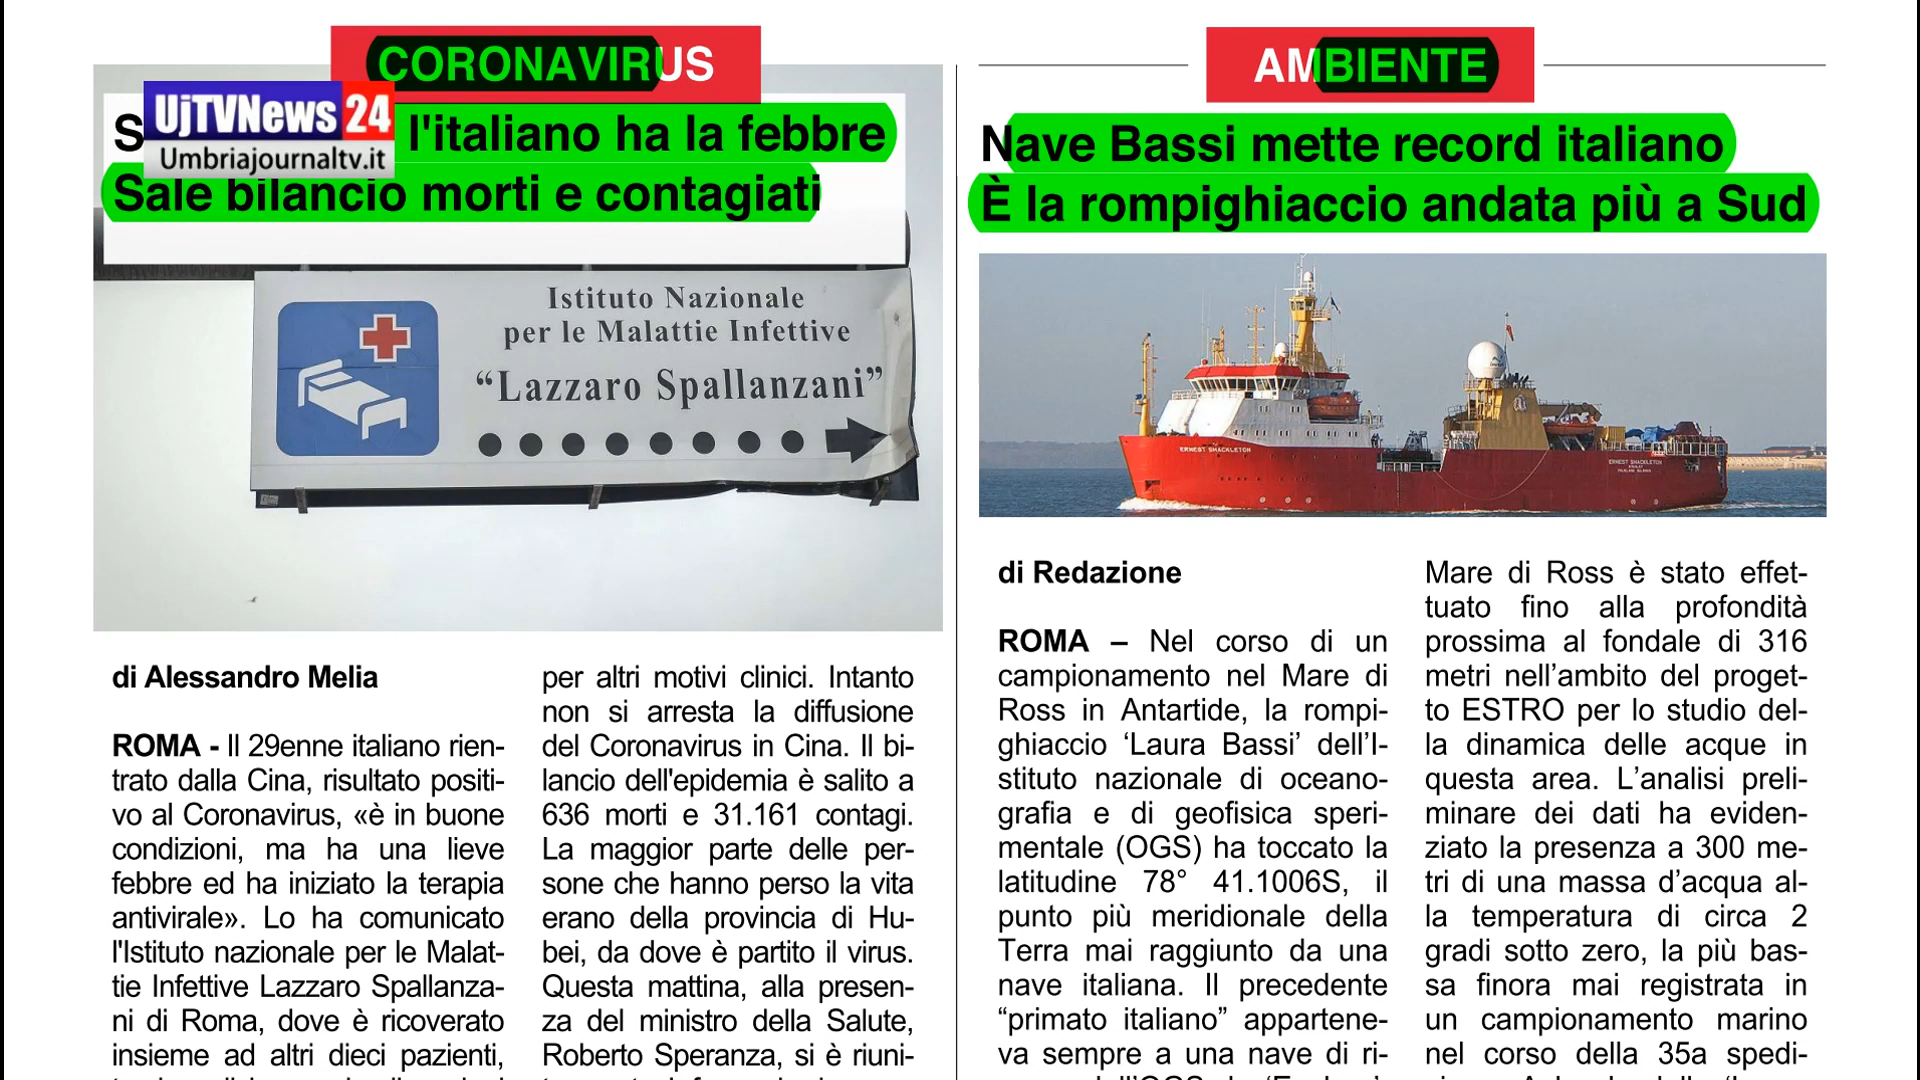 CORONAVIRUS
UjTVNews 24
Umbriajournaltv.it
l'italiano ha la febbre
Sale bilancio morti e contagiati
Istituto Nazionale
per le Malattie Infettive
“Lazzaro Spallanzani”
di Alessandro Melia
ROMA - Il 29enne italiano rien-
trato dalla Cina, risultato positi-
vo al Coronavirus, «è in buone
condizioni, ma ha una lieve
febbre ed ha iniziato la terapia
antivirale». Lo ha comunicato
l'Istituto nazionale per le Malat-
tie Infettive Lazzaro Spallanza-
ni di Roma, dove è ricoverato
insieme ad altri dieci pazienti,
per altri motivi clinici. Intanto
non si arresta la diffusione
del Coronavirus in Cina. Il bi-
lancio dell'epidemia è salito a
636 morti e 31.161 contagi.
La maggior parte delle per-
sone che hanno perso la vita
erano della provincia di Hu-
bei, da dove è partito il virus.
Questa mattina, alla presen-
za del ministro della Salute,
Roberto Speranza, si è riuni-
AMBIENTE
Nave Bassi mette record italiano
È la rompighiaccio andata più a Sud
ERNEST SHACKLETON
ERNEST SHACKLETON
di Redazione
ROMA – Nel corso di un
campionamento nel Mare di
Ross in Antartide, la rompi-
ghiaccio ‘Laura Bassi’ dell’I-
stituto nazionale di oceano-
grafia e di geofisica speri-
mentale (OGS) ha toccato la
latitudine 78° 41.1006S, il
punto più meridionale della
Terra mai raggiunto da una
nave italiana. Il precedente
“primato italiano” appartene-
va sempre a una nave di ri-
Mare di Ross è stato effet-
tuato fino alla profondità
prossima al fondale di 316
metri nell’ambito del proget-
to ESTRO per lo studio del-
la dinamica delle acque in
questa area. L’analisi preli-
minare dei dati ha eviden-
ziato la presenza a 300 me-
tri di una massa d’acqua al-
la temperatura di circa 2
gradi sotto zero, la più bas-
sa finora mai registrata in
un campionamento marino
nel corso della 35a spedi-